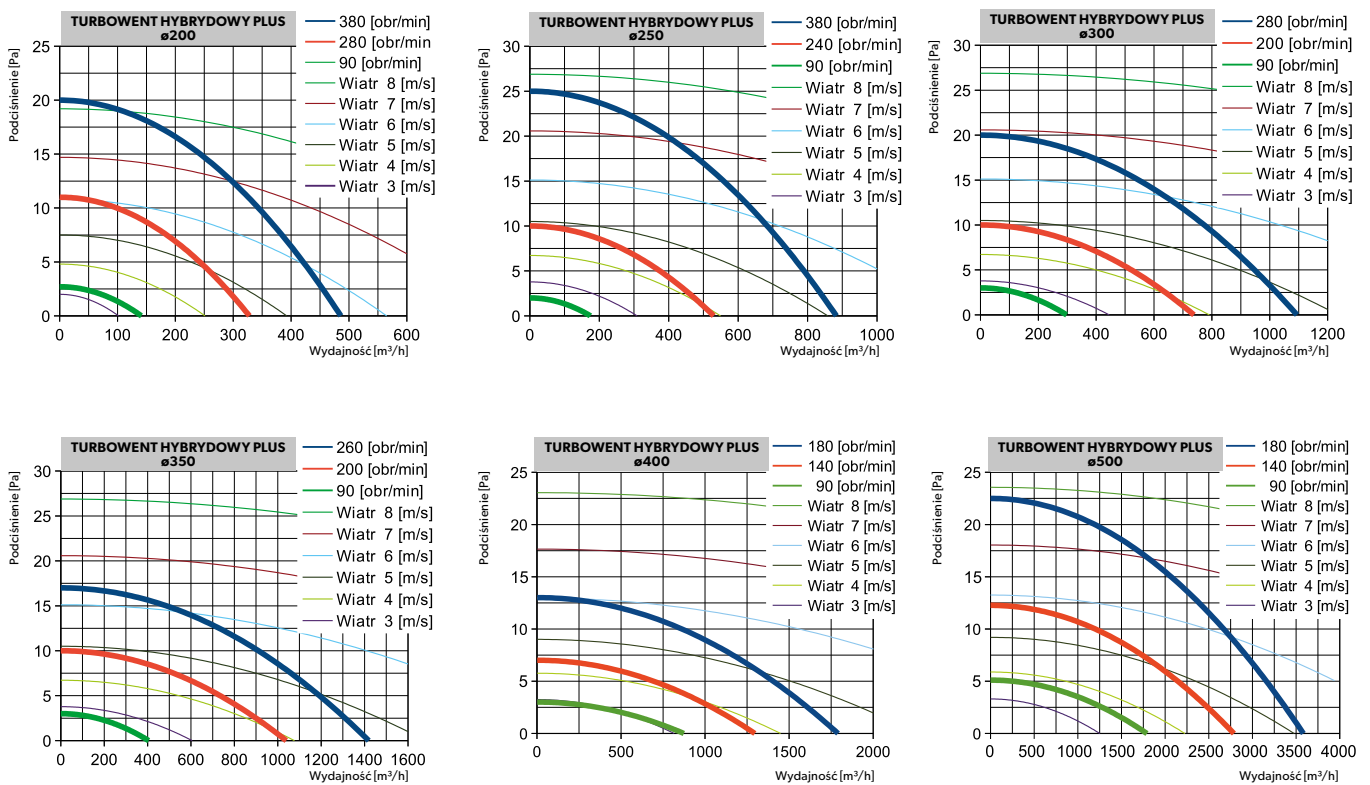 TURBOWENT HYBRYDOWY PLUS
ø200
380 [obr/min]
280 [obr/min
90 [obr/min]
Wiatr 8 [m/s]
Wiatr 7 [m/s]
Wiatr 6 [m/s]
Wiatr 5 [m/s]
Wiatr 4 [m/s]
Wiatr 3 [m/s]
Podciśnienie [Pa]
25
20
15
10
5
0
0 100 200 300 400 500 600
Wydajność [m³/h]
TURBOWENT HYBRYDOWY PLUS
ø250
380 [obr/min]
240 [obr/min]
90 [obr/min]
Wiatr 8 [m/s]
Wiatr 7 [m/s]
Wiatr 6 [m/s]
Wiatr 5 [m/s]
Wiatr 4 [m/s]
Wiatr 3 [m/s]
Podciśnienie [Pa]
30
25
20
15
10
5
0
0 200 400 600 800 1000
Wydajność [m³/h]
TURBOWENT HYBRYDOWY PLUS
ø300
280 [obr/min]
200 [obr/min]
90 [obr/min]
Wiatr 8 [m/s]
Wiatr 7 [m/s]
Wiatr 6 [m/s]
Wiatr 5 [m/s]
Wiatr 4 [m/s]
Wiatr 3 [m/s]
Podciśnienie [Pa]
30
25
20
15
10
5
0
0 200 400 600 800 1000 1200
Wydajność [m³/h]
TURBOWENT HYBRYDOWY PLUS
ø350
260 [obr/min]
200 [obr/min]
90 [obr/min]
Wiatr 8 [m/s]
Wiatr 7 [m/s]
Wiatr 6 [m/s]
Wiatr 5 [m/s]
Wiatr 4 [m/s]
Wiatr 3 [m/s]
Podciśnienie [Pa]
30
25
20
15
10
5
0
0 200 400 600 800 1000 1200 1400 1600
Wydajność [m³/h]
TURBOWENT HYBRYDOWY PLUS
ø400
180 [obr/min]
140 [obr/min]
90 [obr/min]
Wiatr 8 [m/s]
Wiatr 7 [m/s]
Wiatr 6 [m/s]
Wiatr 5 [m/s]
Wiatr 4 [m/s]
Wiatr 3 [m/s]
Podciśnienie [Pa]
25
20
15
10
5
0
0 500 1000 1500 2000
Wydajność [m³/h]
TURBOWENT HYBRYDOWY PLUS
ø500
180 [obr/min]
140 [obr/min]
90 [obr/min]
Wiatr 8 [m/s]
Wiatr 7 [m/s]
Wiatr 6 [m/s]
Wiatr 5 [m/s]
Wiatr 4 [m/s]
Wiatr 3 [m/s]
Podciśnienie [Pa]
25
20
15
10
5
0
0 500 1000 1500 2000 2500 3000 3500 4000
Wydajność [m³/h]